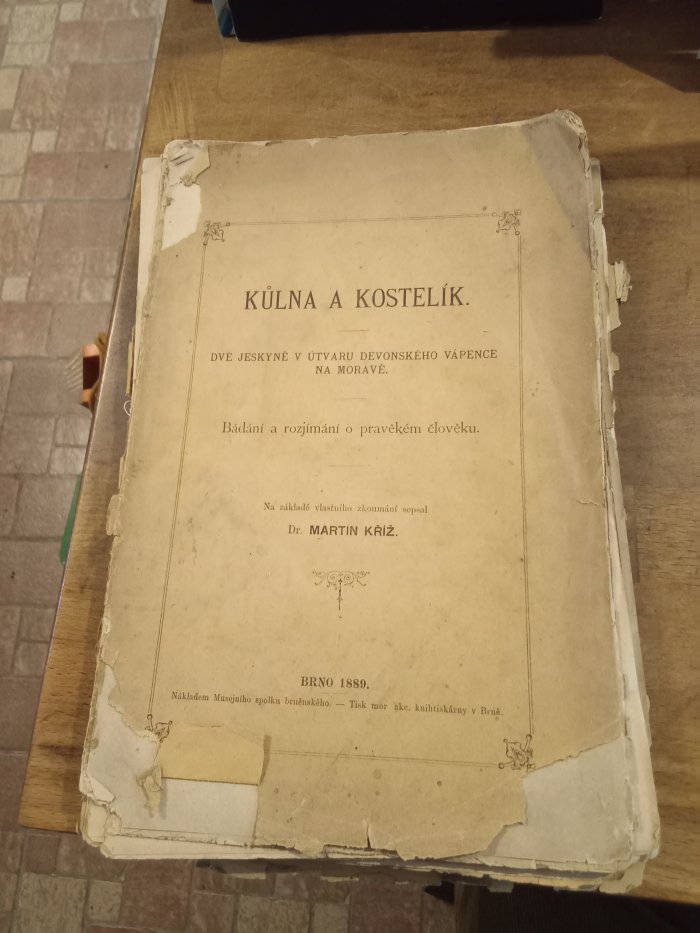 KŮLNA A KOSTELÍK.
DVĚ JESKYNĚ V ÚTVARU DEVONSKÉHO VÁPENCE
NA MORAVĚ.
Bádání a rozjímání o pravěkém člověku.
Na základě vlastního zkoumání sepsal
Dr. MARTIN KŘÍŽ.
BRNO 1889.
Nákladem Musejního spolku brněnského. — Tisk mor akc. knihtiskárny v Brně.